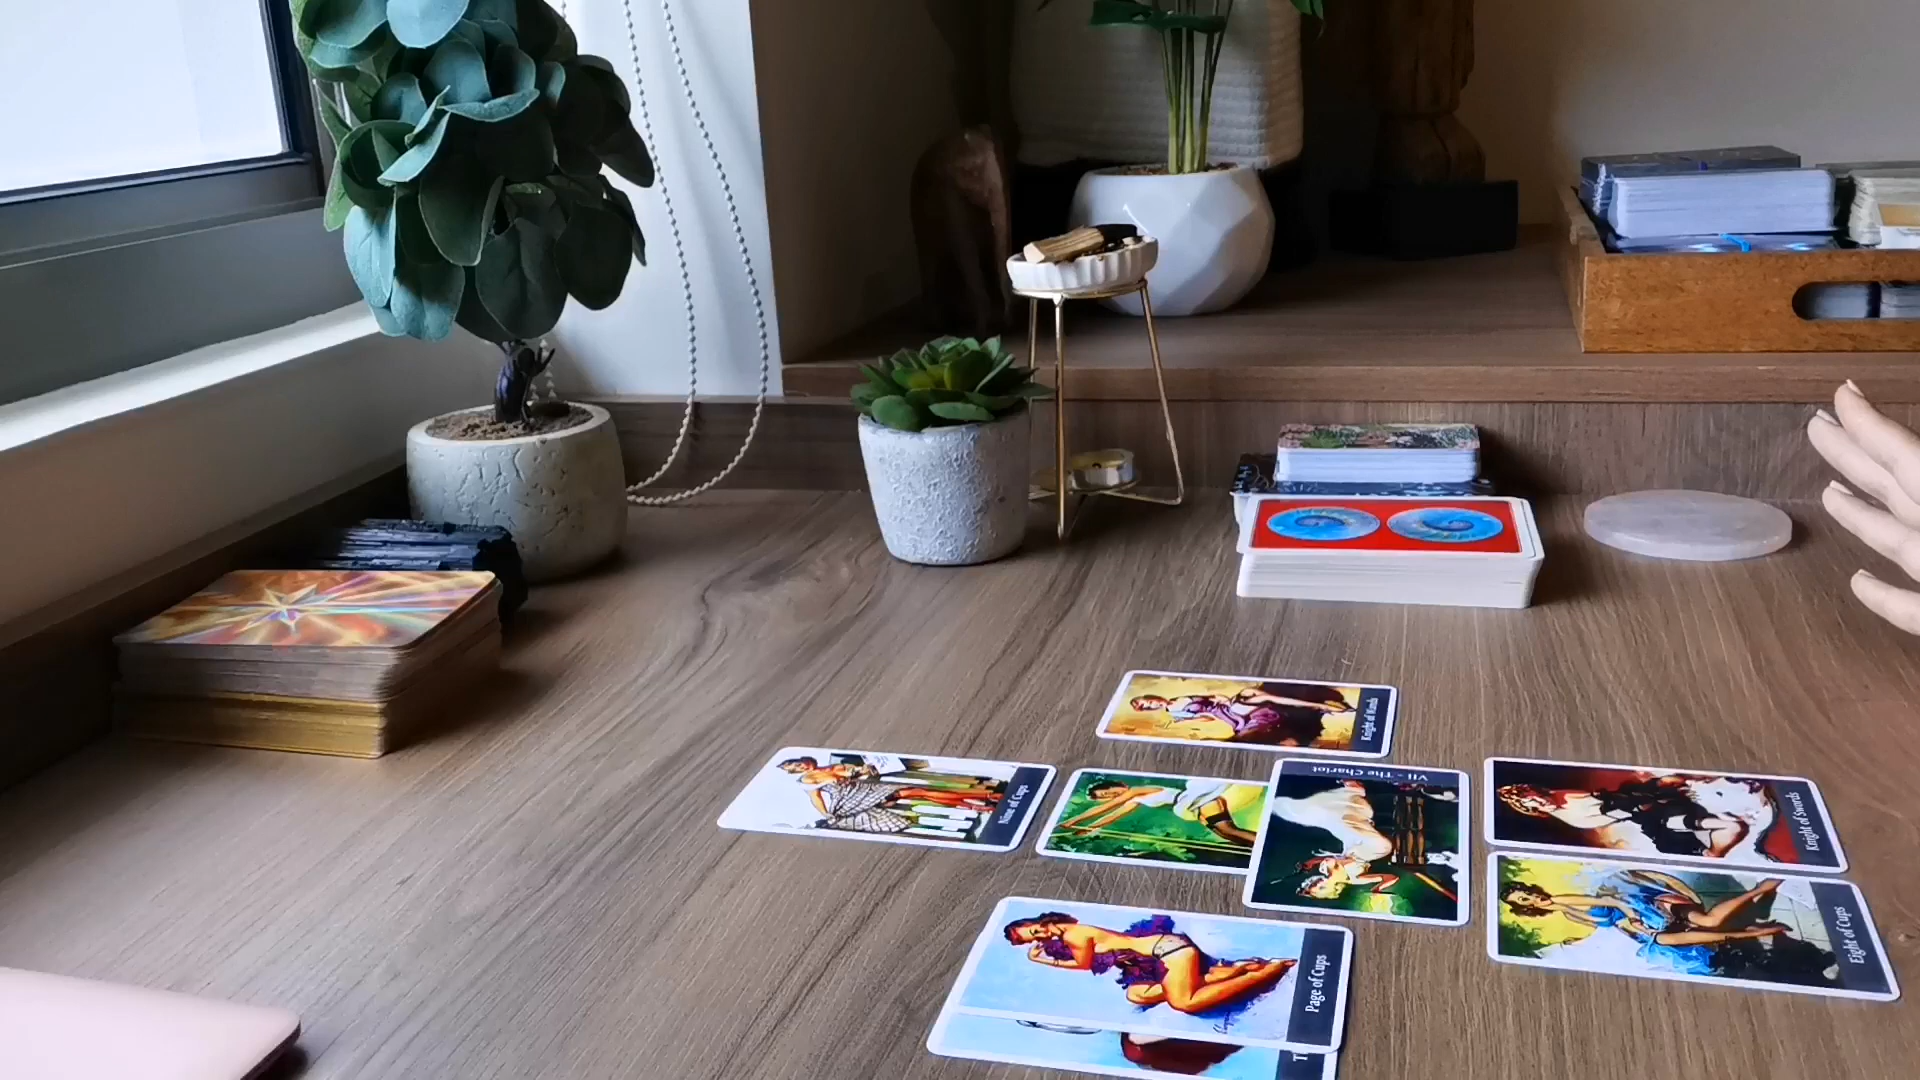 Knight of Wands
Nine of Cups
VII - The Chariot
Knight of Swords
Eight of Cups
Page of Cups
T